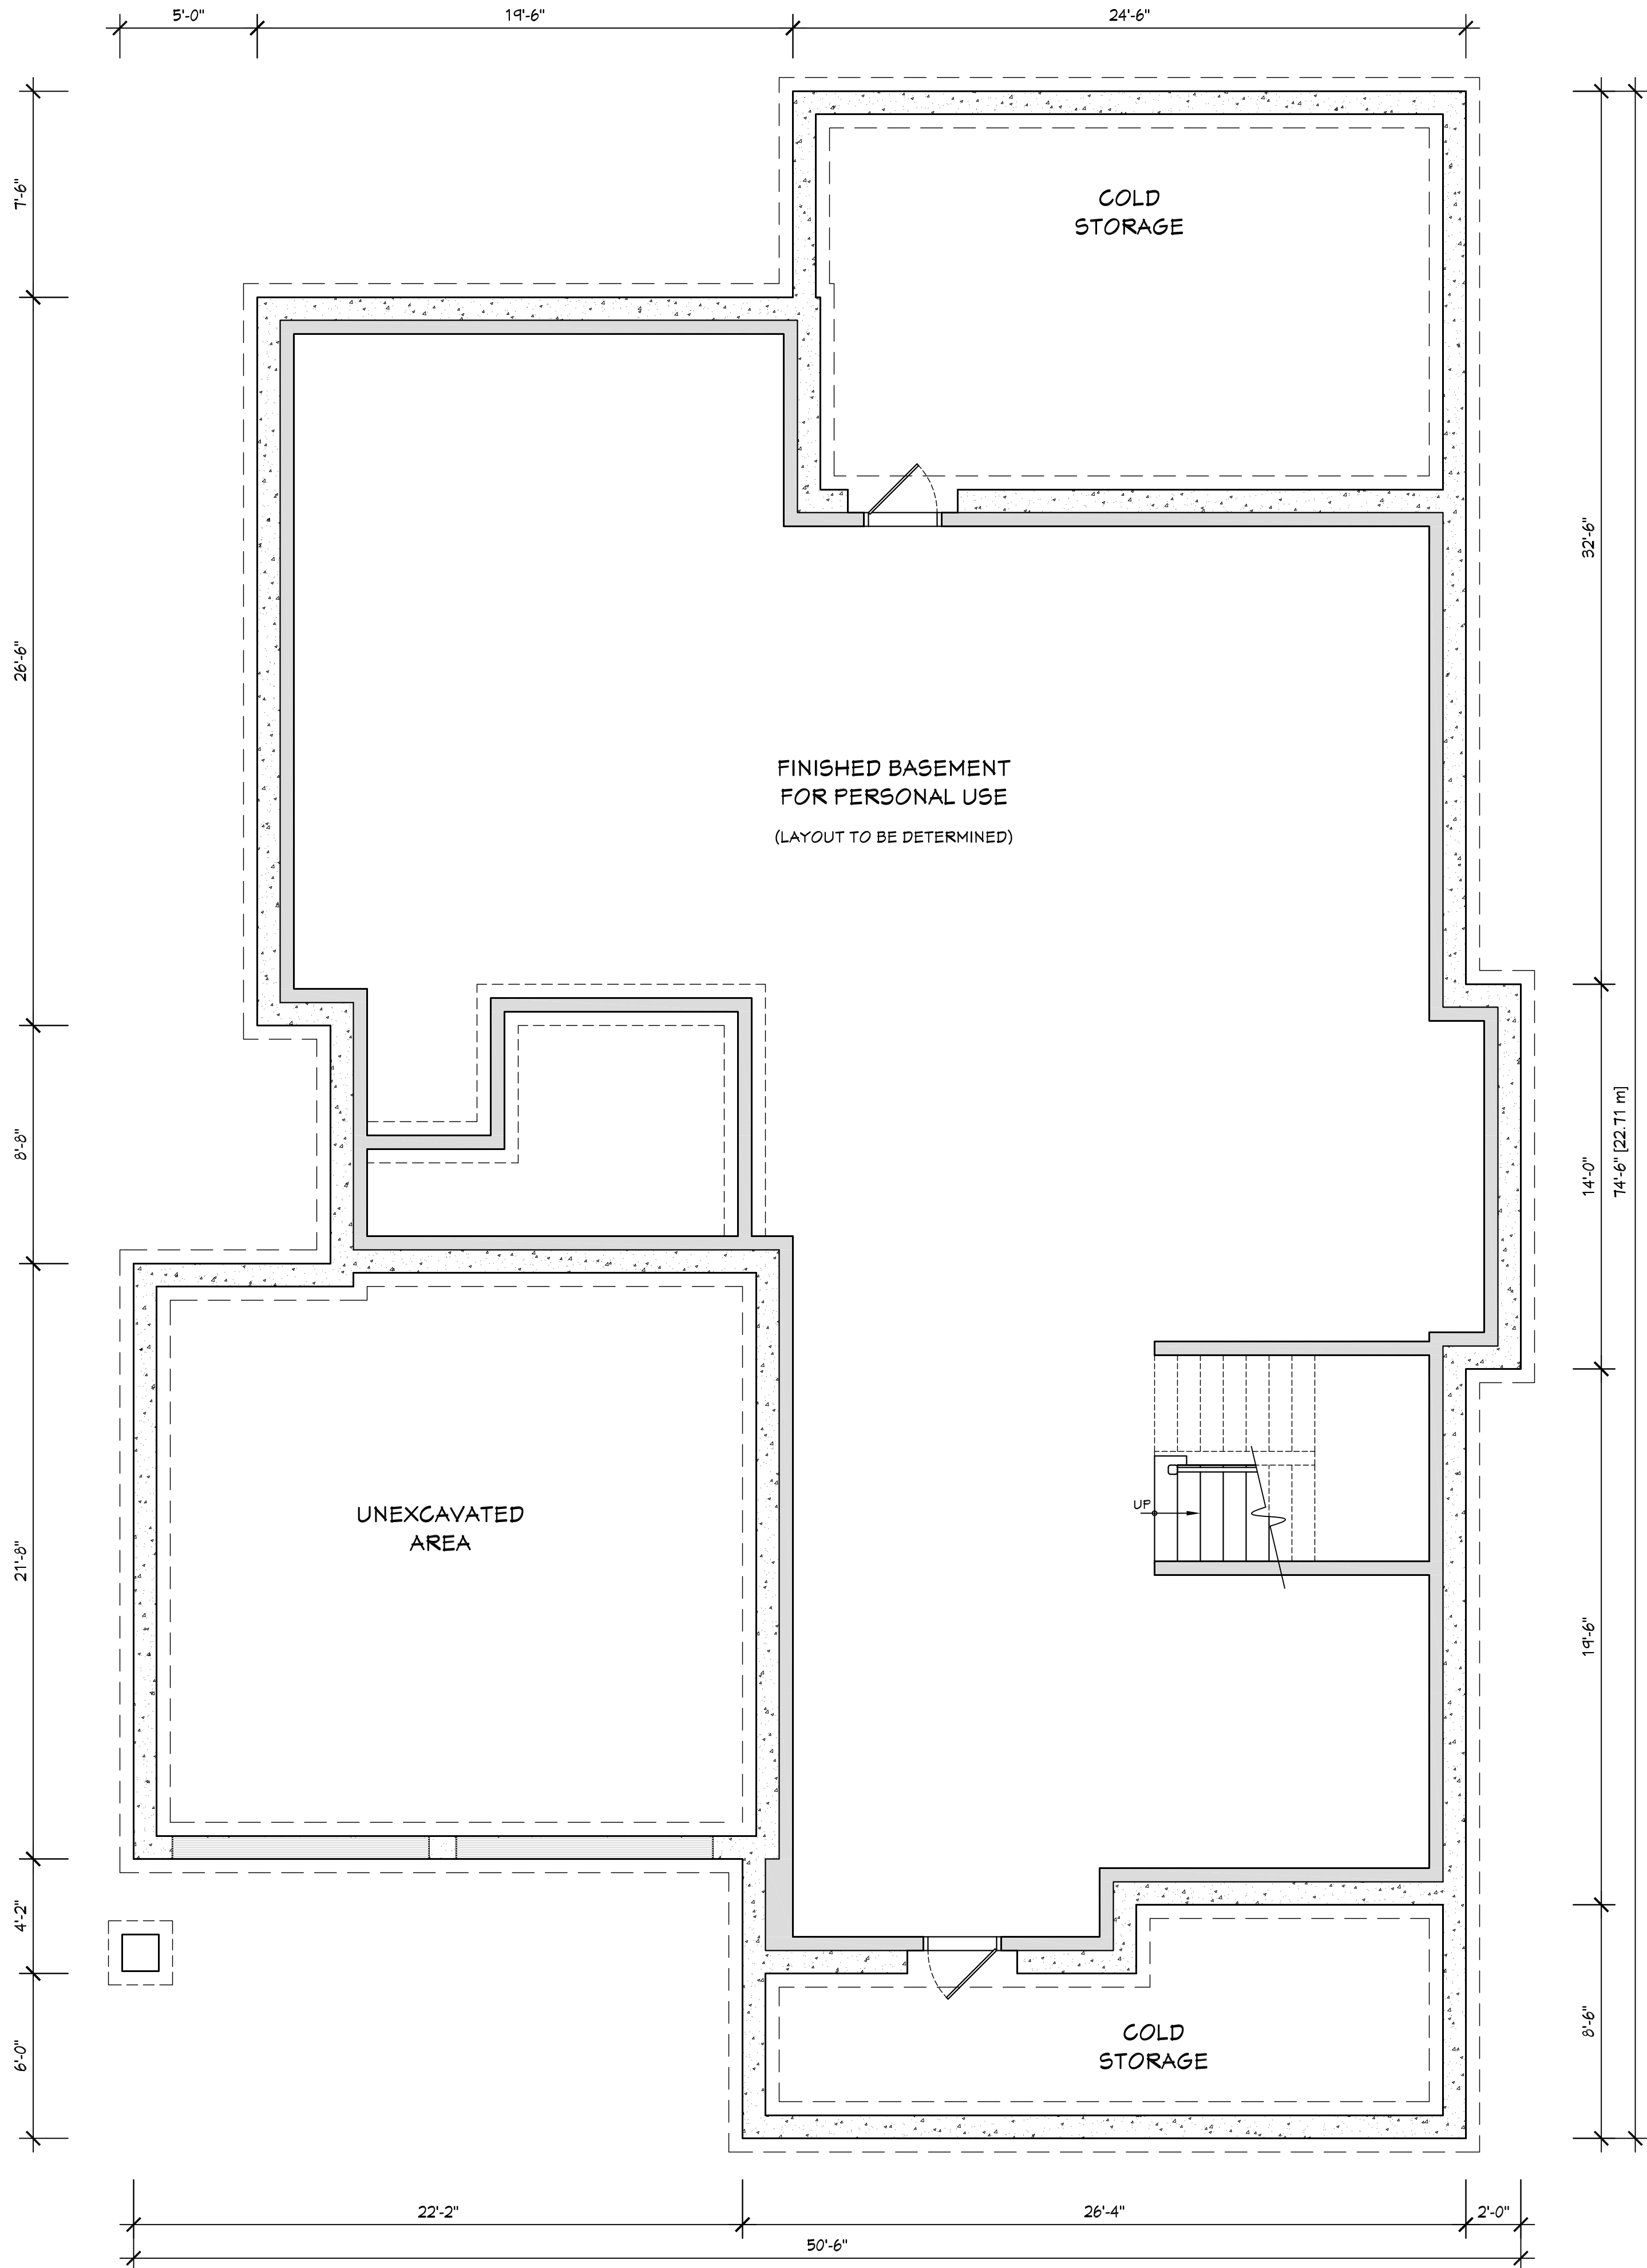 5'-0"
19'-6"
24'-6"
7'-6"
COLD
STORAGE
32'-6"
26'-6"
FINISHED BASEMENT
FOR PERSONAL USE
(LAYOUT TO BE DETERMINED)
8'-8"
14'-0"
74'-6" [22.71 m]
UP
UNEXCAVATED
AREA
21'-8"
19'-6"
4'-2"
COLD
STORAGE
6'-0"
8'-6"
22'-2"
26'-4"
2'-0"
50'-6"